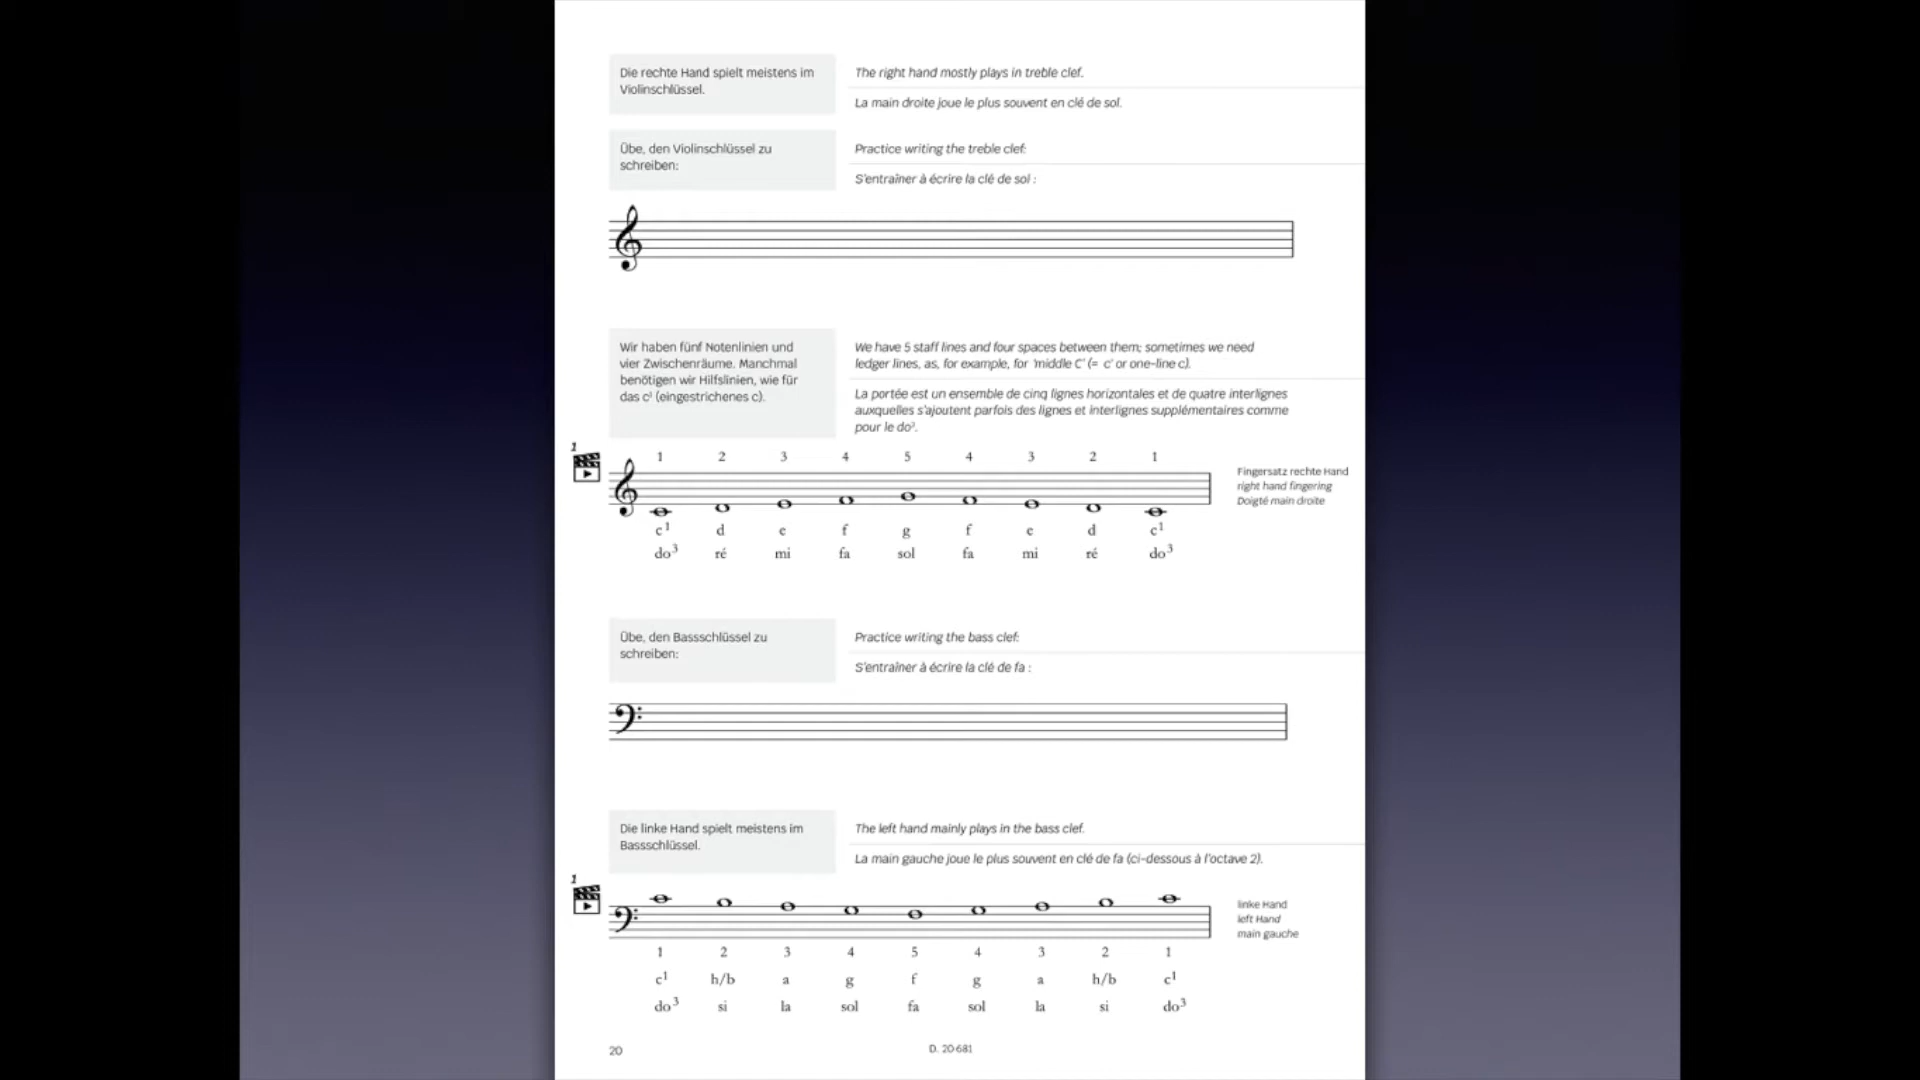 Die rechte Hand spielt meistens im
Violinschlüssel.
The right hand mostly plays in treble clef.
La main droite joue le plus souvent en clé de sol.
Übe, den Violinschlüssel zu
schreiben:
Practice writing the treble clef:
S'entraîner à écrire la clé de sol :
Wir haben fünf Notenlinien und
vier Zwischenräume. Manchmal
benötigen wir Hilfslinien, wie für
das c¹ (eingestrichenes c).
We have 5 staff lines and four spaces between them; sometimes we need
ledger lines, as, for example, for 'middle C' (= c' or one-line c).
La portée est un ensemble de cinq lignes horizontales et de quatre interlignes
auxquelles s'ajoutent parfois des lignes et interlignes supplémentaires comme
pour le do³.
1
1 2 3 4 5 4 3 2 1
Fingersatz rechte Hand
right hand fingering
Doigté main droite
c¹ d e f g f e d c¹
do³ ré mi fa sol fa mi ré do³
Übe, den Bassschlüssel zu
schreiben:
Practice writing the bass clef:
S'entraîner à écrire la clé de fa :
Die linke Hand spielt meistens im
Bassschlüssel.
The left hand mainly plays in the bass clef.
La main gauche joue le plus souvent en clé de fa (ci-dessous à l'octave 2).
1
linke Hand
left Hand
main gauche
1 2 3 4 5 4 3 2 1
c¹ h/b a g f g a h/b c¹
do³ si la sol fa sol la si do³
20
D. 20 681